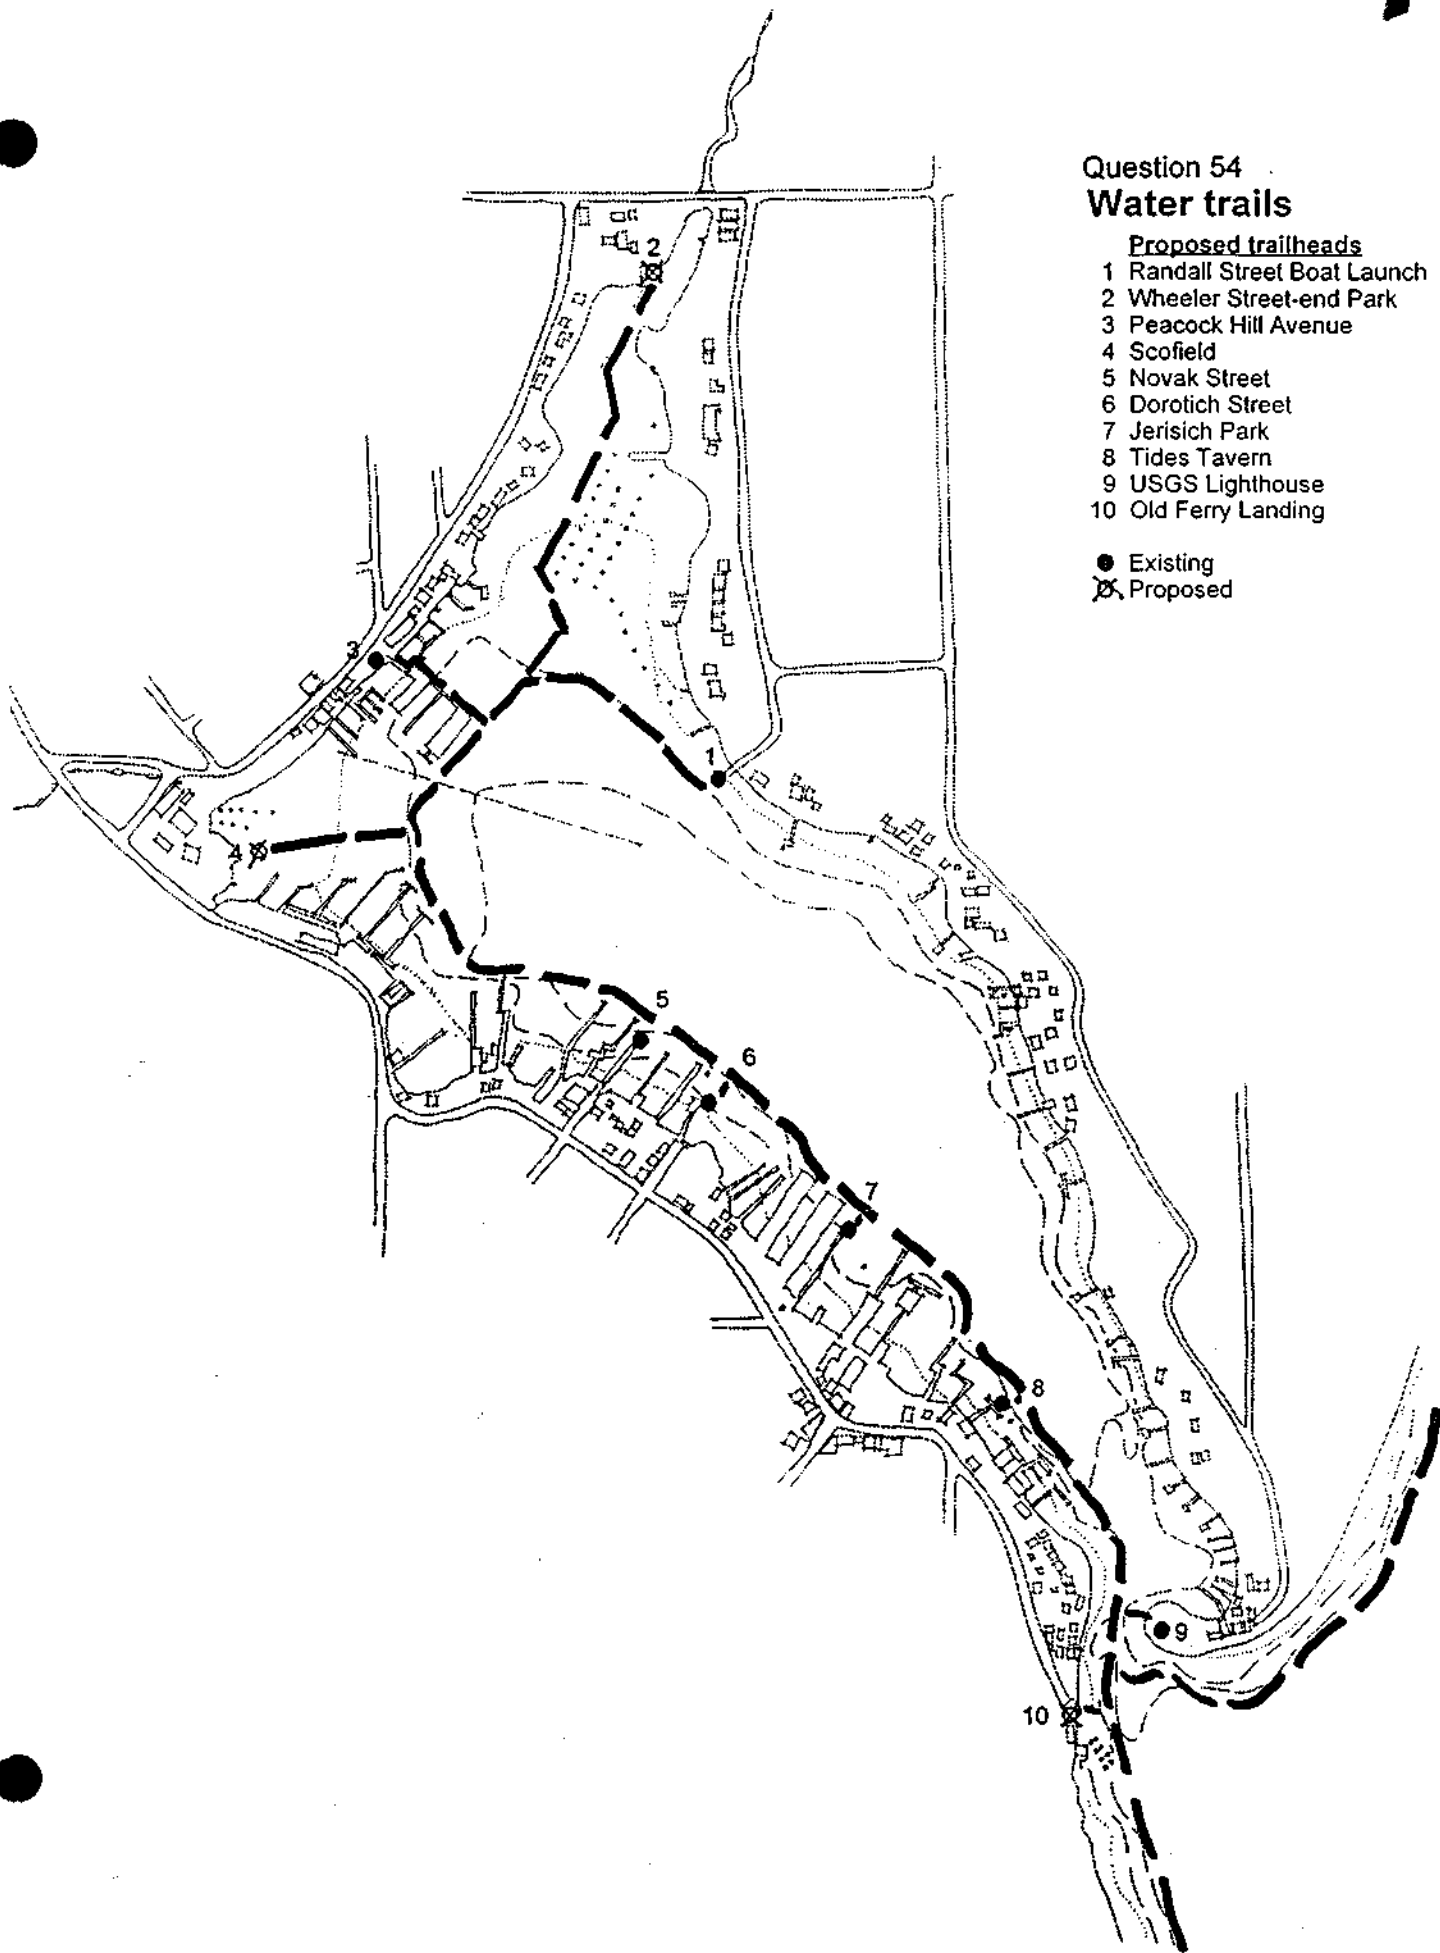 Question 54
Water trails
Proposed trailheads
1 Randall Street Boat Launch
2 Wheeler Street-end Park
3 Peacock Hill Avenue
4 Scofield
5 Novak Street
6 Dorotich Street
7 Jerisich Park
8 Tides Tavern
9 USGS Lighthouse
10 Old Ferry Landing
Existing
Proposed
2
3
1
4
5
6
7
8
9
10